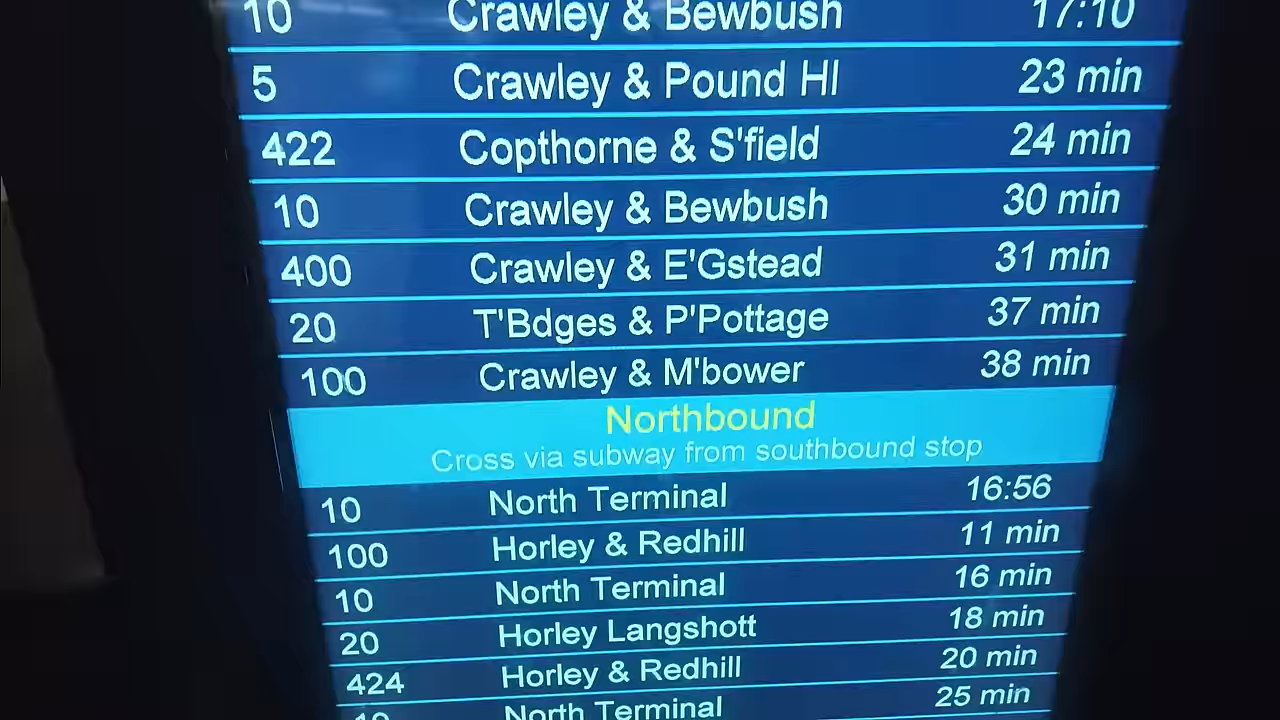 10 Crawley & Bewbush 17:10
5 Crawley & Pound Hl 23 min
422 Copthorne & S'field 24 min
10 Crawley & Bewbush 30 min
400 Crawley & E'Gstead 31 min
20 T'Bdges & P'Pottage 37 min
100 Crawley & M'bower 38 min
Northbound
Cross via subway from southbound stop
10 North Terminal 16:56
100 Horley & Redhill 11 min
10 North Terminal 16 min
20 Horley Langshott 18 min
424 Horley & Redhill 20 min
10 North Terminal 25 min